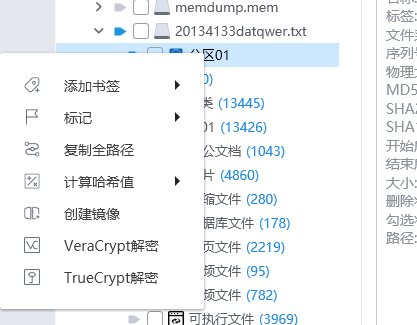 memdump.mem
20134133datqwer.txt
分区01
0)
类 (13445)
01 (13426)
公文档 (1043)
片 (4860)
缩文件 (280)
据库文件 (178)
页文件 (2219)
频文件 (95)
频文件 (782)
可执行文件 (3969)
添加书签
标记
复制全路径
计算哈希值
创建镜像
VeraCrypt解密
TrueCrypt解密
标签:
文件
序列号
物理
MD5
SHA
SHA
开始
结束
大小:
删除
勾选
路径: